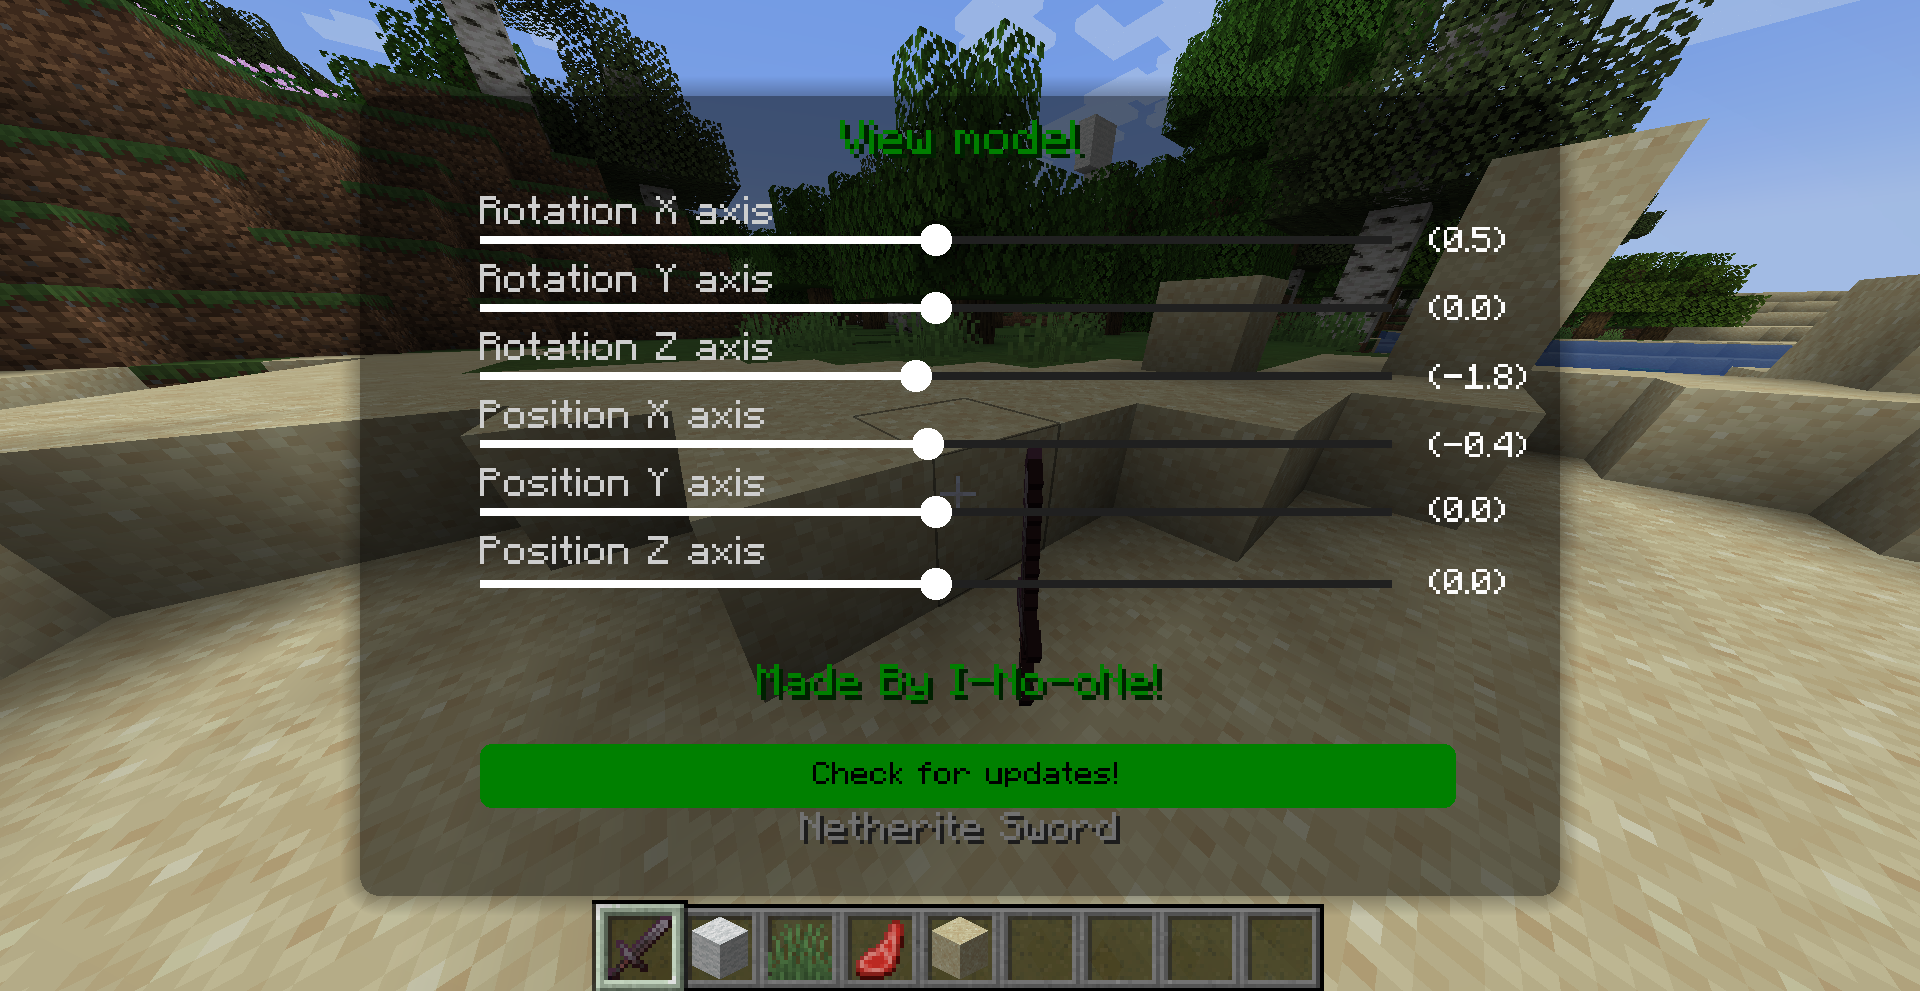 View model
Rotation X axis
(0.5)
Rotation Y axis
(0.0)
Rotation Z axis
(-1.8)
Position X axis
(-0.4)
Position Y axis
(0.0)
Position Z axis
(0.0)
Made By I-No-oNe!
Check for updates!
Netherite Sword